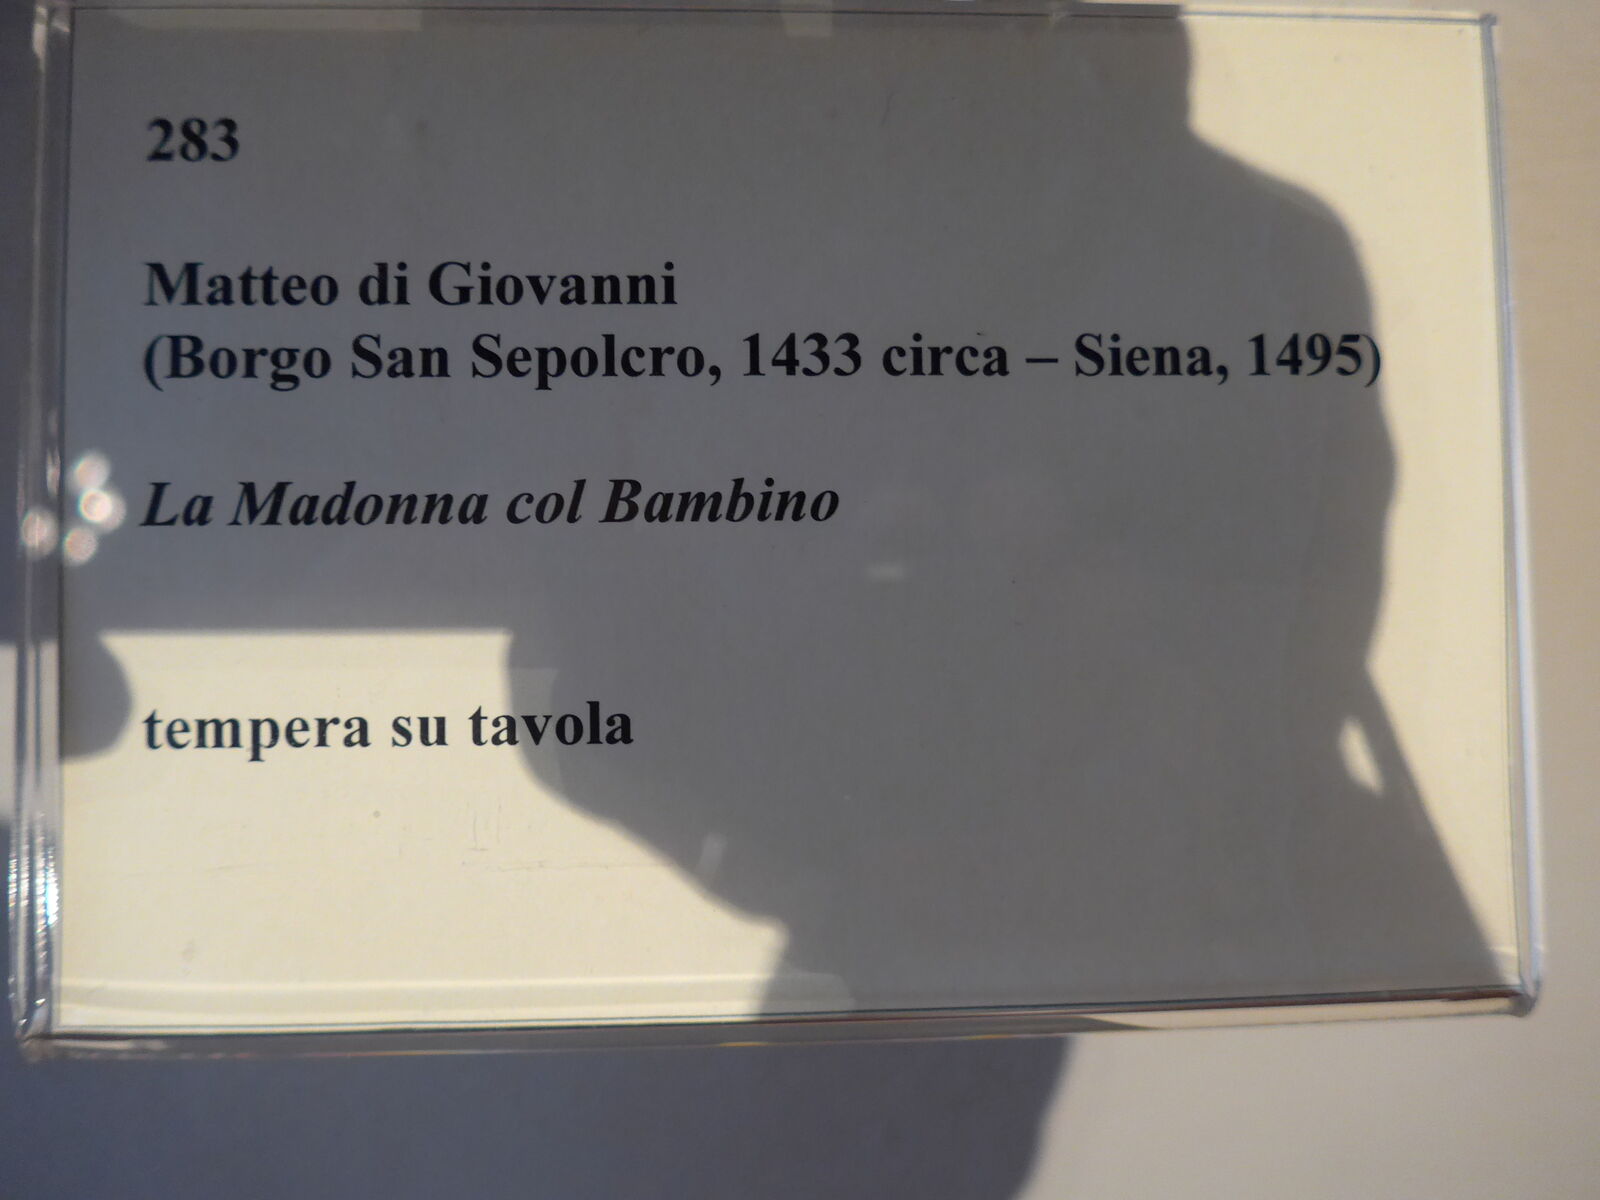 283
Matteo di Giovanni
(Borgo San Sepolcro, 1433 circa – Siena, 1495)
La Madonna col Bambino
tempera su tavola